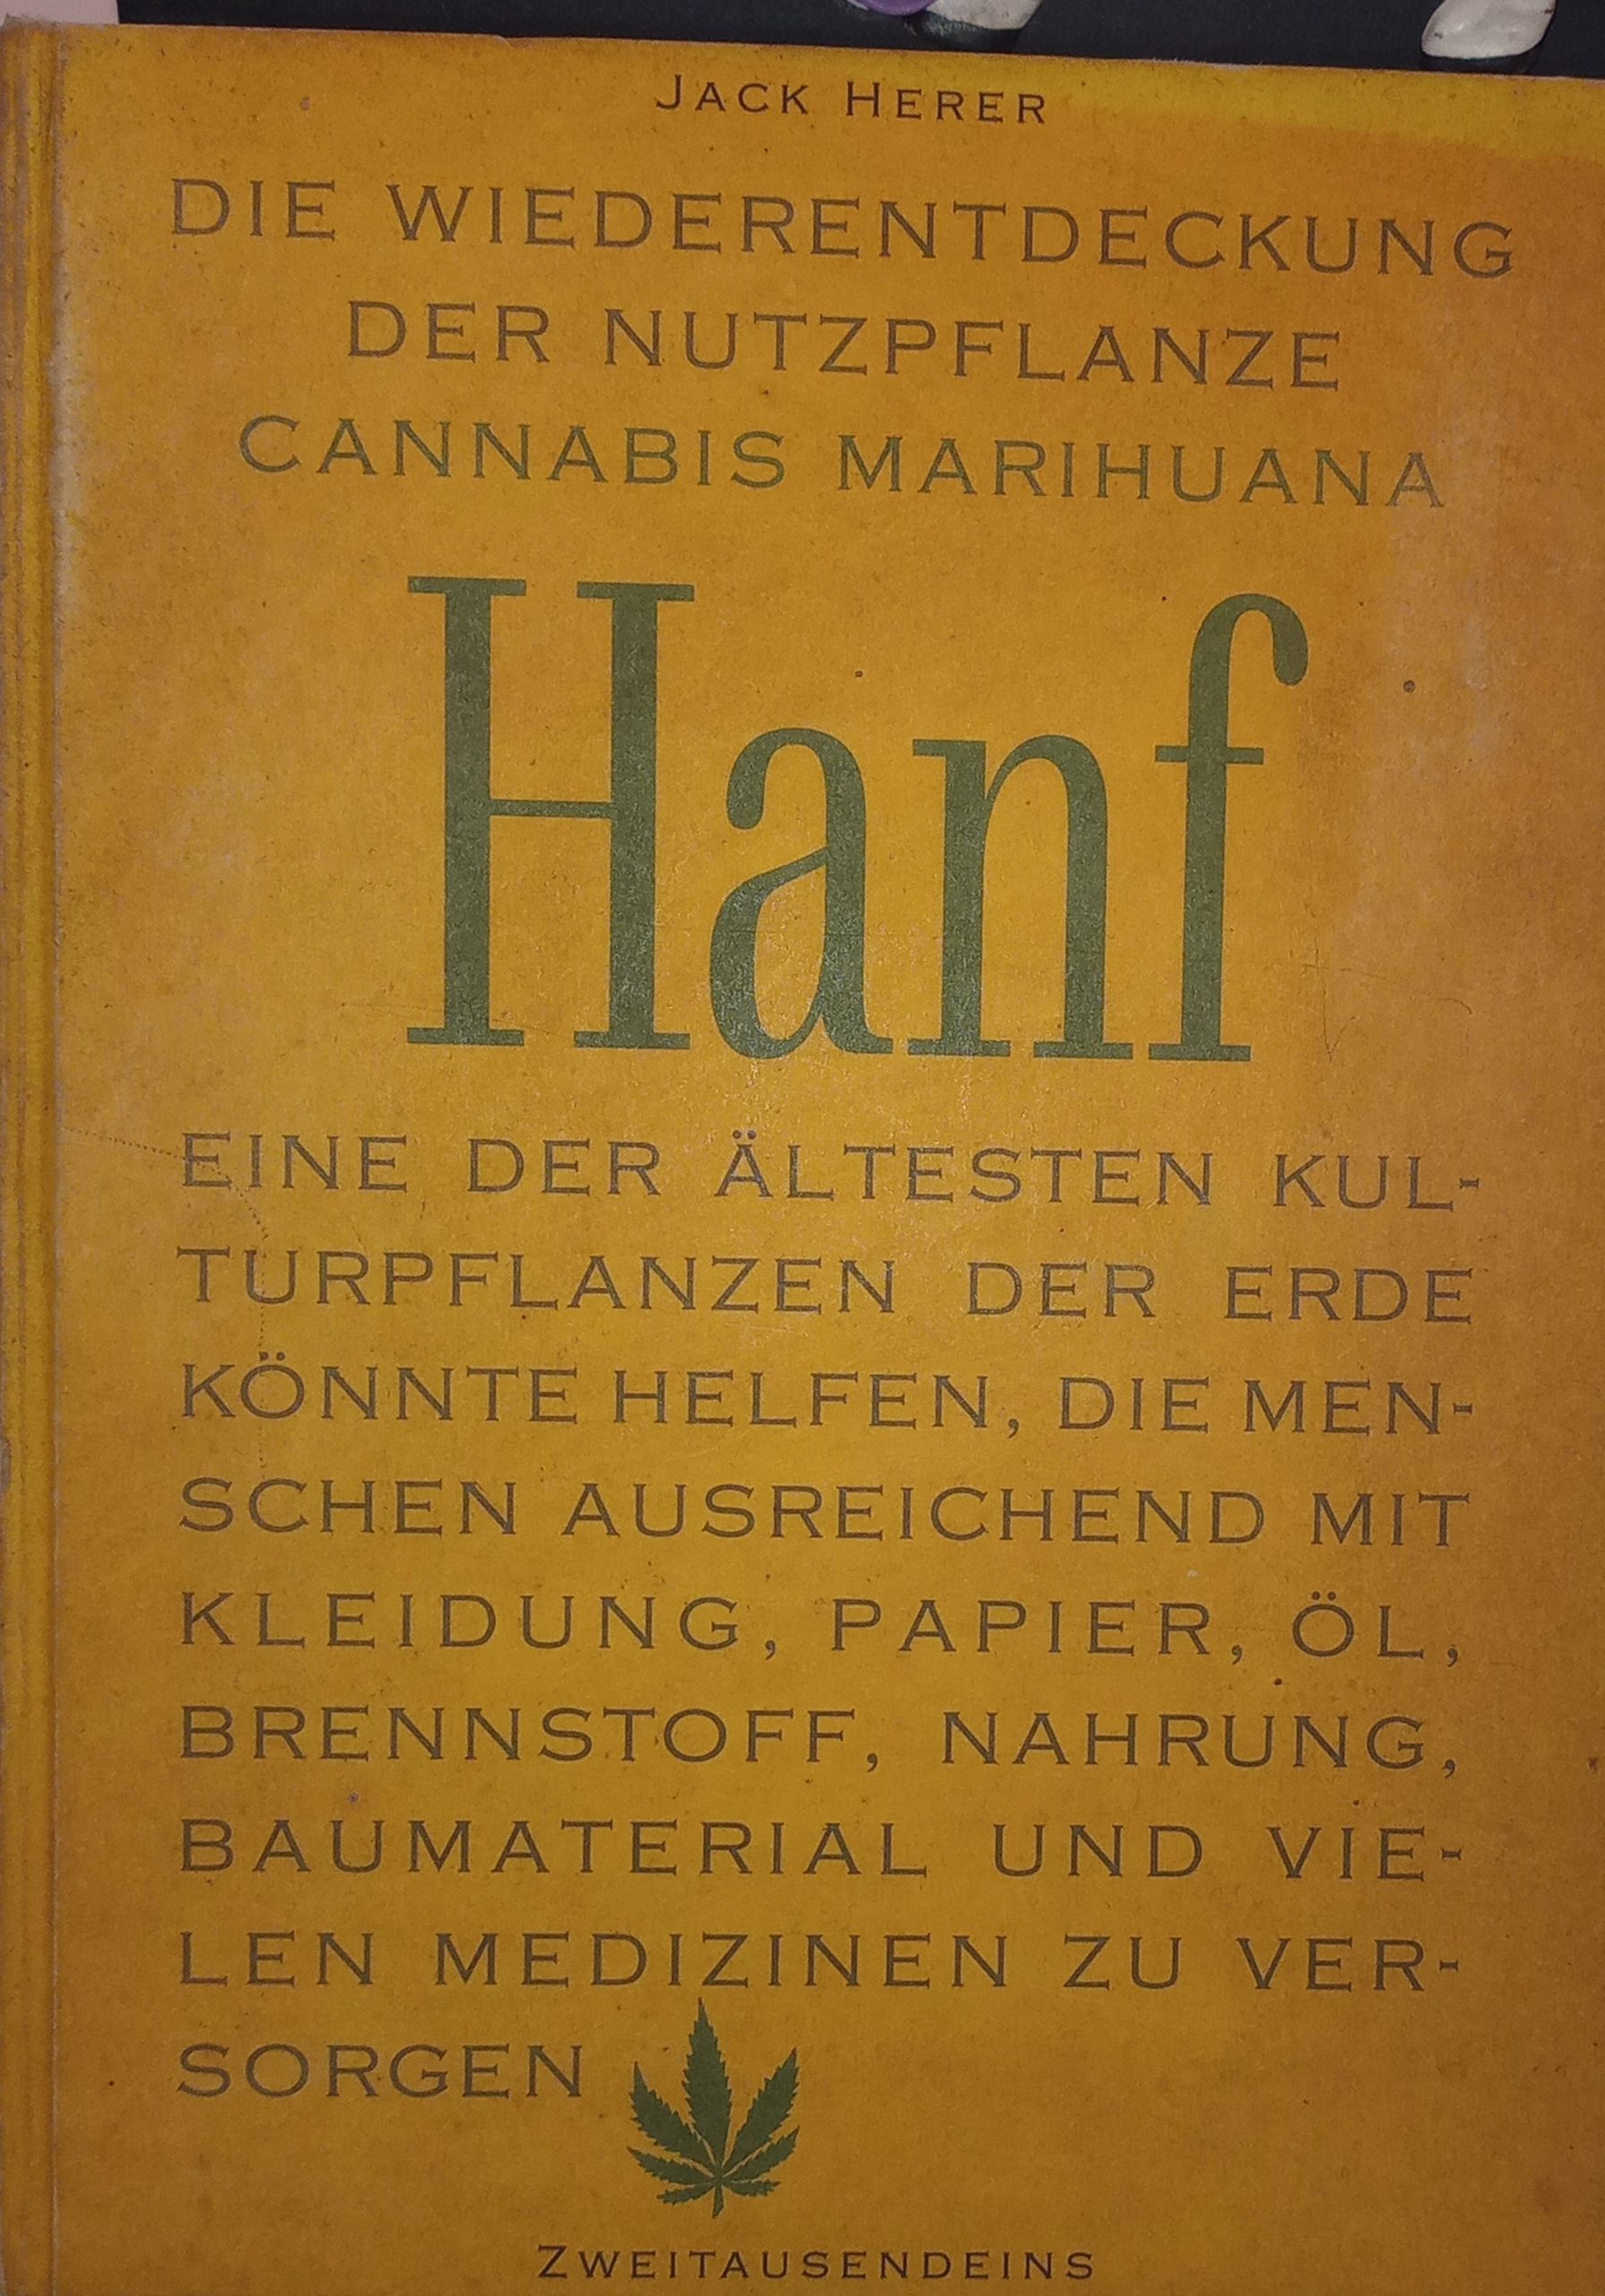 JACK HERER
DIE WIEDERENTDECKUNG
DER NUTZPFLANZE
CANNABIS MARIHUANA
Hanf
EINE DER ÄLTESTEN KUL-
TURPFLANZEN DER ERDE
KÖNNTE HELFEN, DIE MEN-
SCHEN AUSREICHEND MIT
KLEIDUNG, PAPIER, ÖL,
BRENNSTOFF, NAHRUNG,
BAUMATERIAL UND VIE-
LEN MEDIZINEN ZU VER-
SORGEN
ZWEITAUSENDEINS